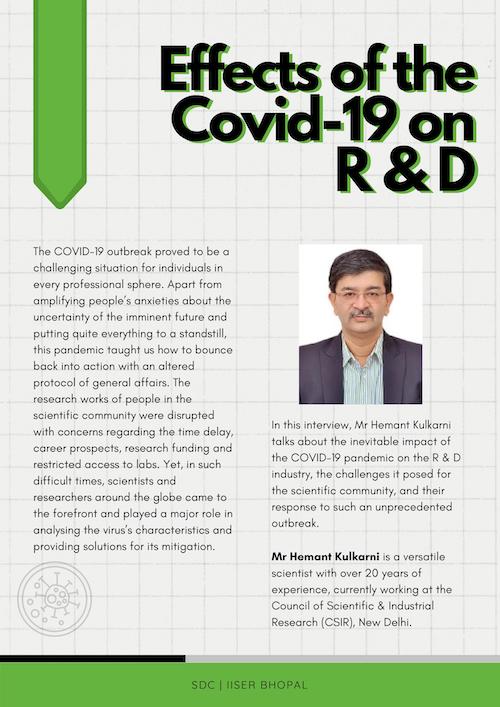 Effects of the
Covid-19 on
R & D
The COVID-19 outbreak proved to be a
challenging situation for individuals in
every professional sphere. Apart from
amplifying people's anxieties about the
uncertainty of the imminent future and
putting quite everything to a standstill,
this pandemic taught us how to bounce
back into action with an altered
protocol of general affairs. The
research works of people in the
scientific community were disrupted
with concerns regarding the time delay,
career prospects, research funding and
restricted access to labs. Yet, in such
difficult times, scientists and
researchers around the globe came to
the forefront and played a major role in
analysing the virus's characteristics and
providing solutions for its mitigation.
In this interview, Mr Hemant Kulkarni
talks about the inevitable impact of
the COVID-19 pandemic on the R & D
industry, the challenges it posed for
the scientific community, and their
response to such an unprecedented
outbreak.
Mr Hemant Kulkarni is a versatile
scientist with over 20 years of
experience, currently working at the
Council of Scientific & Industrial
Research (CSIR), New Delhi.
SDC | IISER BHOPAL